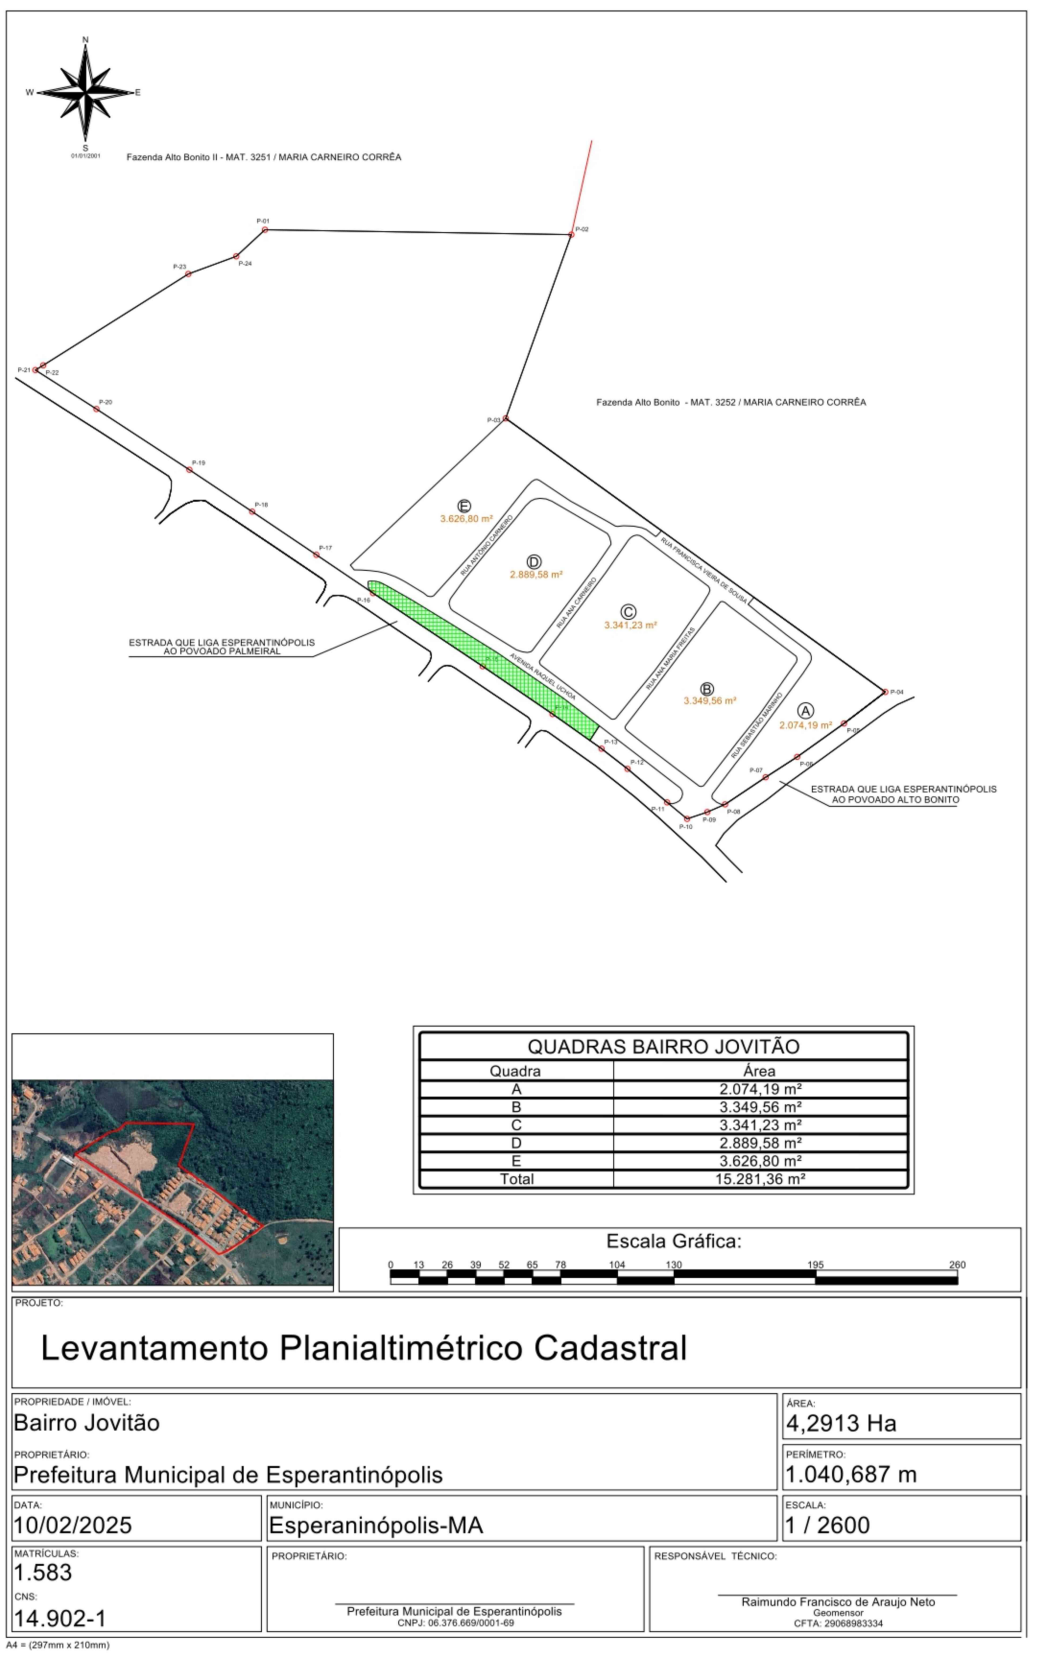 N
W
E
S
01/01/2001
Fazenda Alto Bonito II - MAT. 3251 / MARIA CARNEIRO CORRÊA
P-01
P-02
P-24
P-23
P-21
P-22
P-20
Fazenda Alto Bonito - MAT. 3252 / MARIA CARNEIRO CORRÊA
P-03
P-19
P-18
P-17
P-16
E
3.626,80 m²
RUA ANTÔNIO CARNEIRO
D
2.889,58 m²
RUA ANA CARNEIRO
RUA FRANCISCA VIEIRA DE SOUSA
C
3.341,23 m²
RUA ANA MARIA FREITAS
ESTRADA QUE LIGA ESPERANTINÓPOLIS
AO POVOADO PALMEIRAL
AVENIDA RAQUEL UCHOA
B
3.349,56 m²
RUA SEBASTIÃO MARINHO
A
2.074,19 m²
P-04
P-05
P-06
P-07
P-08
P-09
P-10
P-11
P-12
P-13
ESTRADA QUE LIGA ESPERANTINÓPOLIS
AO POVOADO ALTO BONITO
QUADRAS BAIRRO JOVITÃO
Quadra Área
A 2.074,19 m²
B 3.349,56 m²
C 3.341,23 m²
D 2.889,58 m²
E 3.626,80 m²
Total 15.281,36 m²
Escala Gráfica:
0 13 26 39 52 65 78 104 130 195 260
PROJETO:
Levantamento Planialtimétrico Cadastral
PROPRIEDADE / IMÓVEL:
Bairro Jovitão
PROPRIETÁRIO:
Prefeitura Municipal de Esperantinópolis
ÁREA:
4,2913 Ha
PERÍMETRO:
1.040,687 m
DATA:
10/02/2025
MUNICÍPIO:
Esperaninópolis-MA
ESCALA:
1 / 2600
MATRÍCULAS:
1.583
CNS:
14.902-1
PROPRIETÁRIO:
Prefeitura Municipal de Esperantinópolis
CNPJ: 06.376.669/0001-69
RESPONSÁVEL TÉCNICO:
Raimundo Francisco de Araujo Neto
Geomensor
CFTA: 29068983334
A4 = (297mm x 210mm)